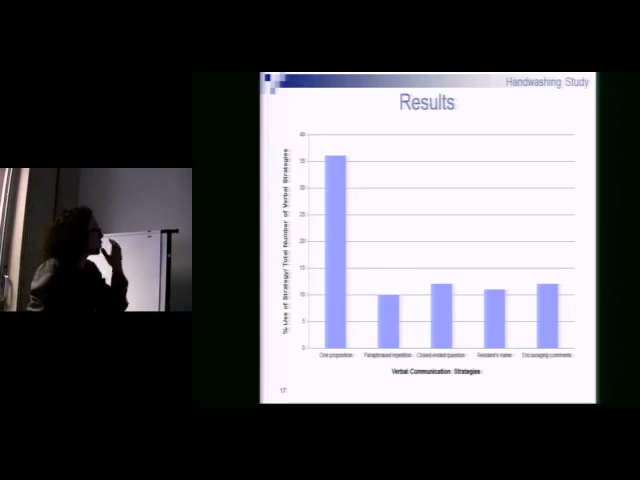 Handwashing Study
Results
% Use of Strategy/ Total Number of Verbal Strategies
40
35
30
25
20
15
10
5
0
One proposition
Paraphrased repetition
Closed-ended question
Resident's name
Encouraging comments
Verbal Communication Strategies
17